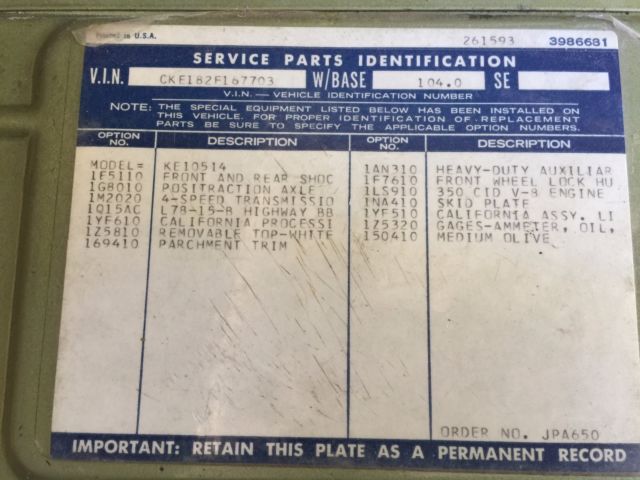 Printed in U.S.A.
261593 3986681
SERVICE PARTS IDENTIFICATION
V.I.N. CKE182F167703 W/BASE 104.0 SE
V.I.N. — VEHICLE IDENTIFICATION NUMBER
NOTE: THE SPECIAL EQUIPMENT LISTED BELOW HAS BEEN INSTALLED ON
THIS VEHICLE. FOR PROPER IDENTIFICATION OF REPLACEMENT
PARTS BE SURE TO SPECIFY THE APPLICABLE OPTION NUMBERS.
OPTION NO. DESCRIPTION
MODEL= KE10514
1F5110 FRONT AND REAR SHOC
1G8010 POSITRACTION AXLE
1M2020 4-SPEED TRANSMISSIO
1Q15AC L78-15-B HIGHWAY BB
1YF610 CALIFORNIA PROCESSI
1Z5810 REMOVABLE TOP-WHITE
169410 PARCHMENT TRIM
OPTION NO. DESCRIPTION
1AN310 HEAVY-DUTY AUXILIAR
1F7610 FRONT WHEEL LOCK HU
1LS910 350 CID V-8 ENGINE
1NA410 SKID PLATE
1YF510 CALIFORNIA ASSY. LI
1Z5320 GAGES-AMMETER, OIL,
150410 MEDIUM OLIVE
ORDER NO. JPA650
IMPORTANT: RETAIN THIS PLATE AS A PERMANENT RECORD